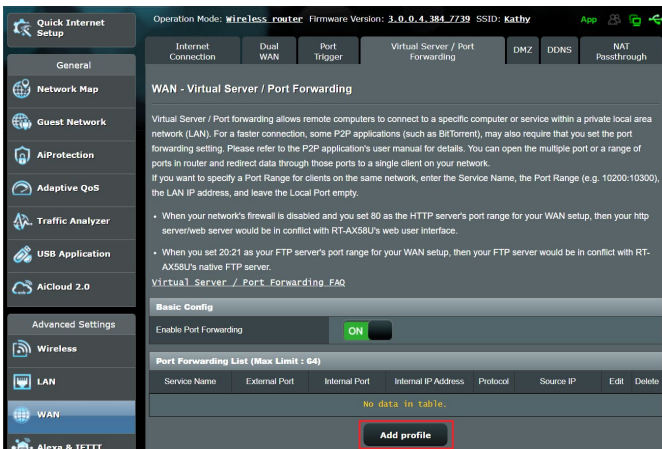 Quick Internet
Setup
General
Network Map
Guest Network
AiProtection
Adaptive QoS
Traffic Analyzer
USB Application
AiCloud 2.0
Advanced Settings
Wireless
LAN
WAN
Alexa & IFTTT
Operation Mode: Wireless router Firmware Version: 3.0.0.4.384_7739 SSID: Kathy
App
Internet
Connection
Dual
WAN
Port
Trigger
Virtual Server / Port
Forwarding
DMZ
DDNS
NAT
Passthrough
WAN - Virtual Server / Port Forwarding
Virtual Server / Port forwarding allows remote computers to connect to a specific computer or service within a private local area
network (LAN). For a faster connection, some P2P applications (such as BitTorrent), may also require that you set the port
forwarding setting. Please refer to the P2P application's user manual for details. You can open the multiple port or a range of
ports in router and redirect data through those ports to a single client on your network.
If you want to specify a Port Range for clients on the same network, enter the Service Name, the Port Range (e.g. 10200:10300),
the LAN IP address, and leave the Local Port empty.
• When your network's firewall is disabled and you set 80 as the HTTP server's port range for your WAN setup, then your http
server/web server would be in conflict with RT-AX58U's web user interface.
• When you set 20:21 as your FTP server's port range for your WAN setup, then your FTP server would be in conflict with RT-
AX58U's native FTP server.
Virtual Server / Port Forwarding FAQ
Basic Config
Enable Port Forwarding ON
Port Forwarding List (Max Limit : 64)
Service Name External Port Internal Port Internal IP Address Protocol Source IP Edit Delete
No data in table.
Add profile